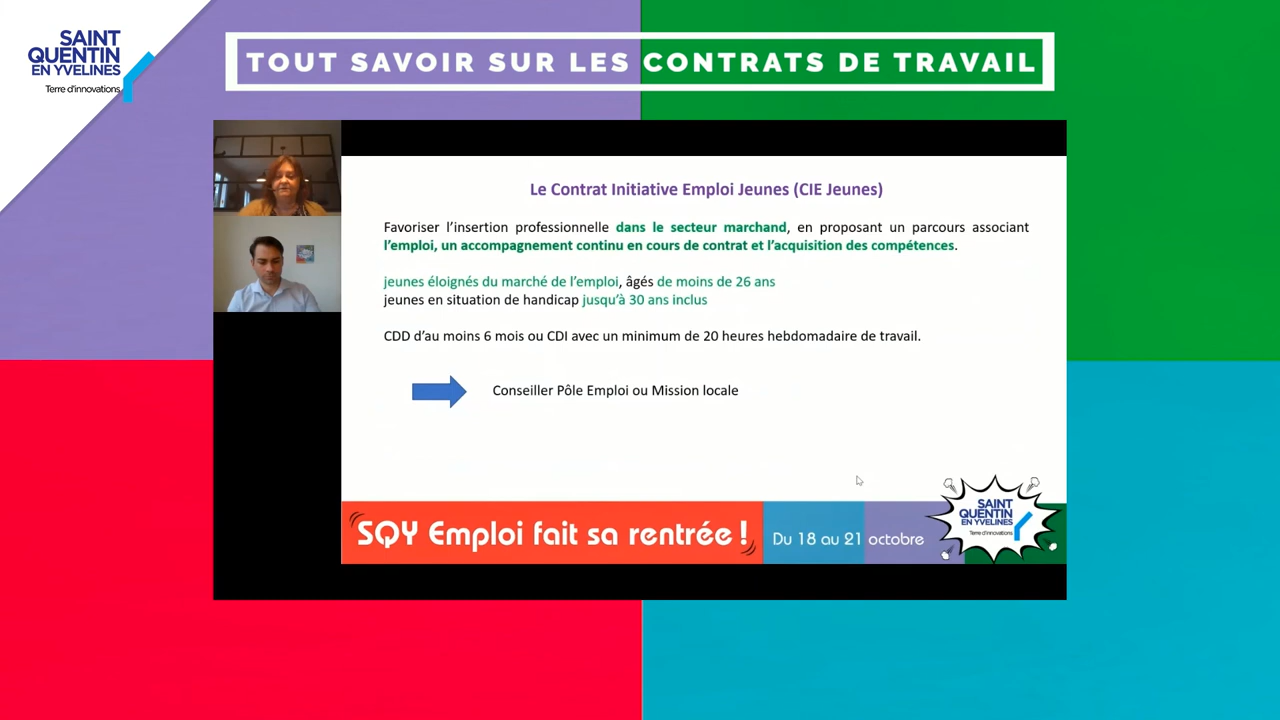 SAINT
QUENTIN
EN YVELINES
Terre d'innovations
TOUT SAVOIR SUR LES CONTRATS DE TRAVAIL
Le Contrat Initiative Emploi Jeunes (CIE Jeunes)
Favoriser l'insertion professionnelle dans le secteur marchand, en proposant un parcours associant
l'emploi, un accompagnement continu en cours de contrat et l'acquisition des compétences.
jeunes éloignés du marché de l'emploi, âgés de moins de 26 ans
jeunes en situation de handicap jusqu'à 30 ans inclus
CDD d'au moins 6 mois ou CDI avec un minimum de 20 heures hebdomadaire de travail.
Conseiller Pôle Emploi ou Mission locale
SQY Emploi fait sa rentrée !
Du 18 au 21 octobre
SAINT
QUENTIN
EN YVELINES
Terre d'innovations